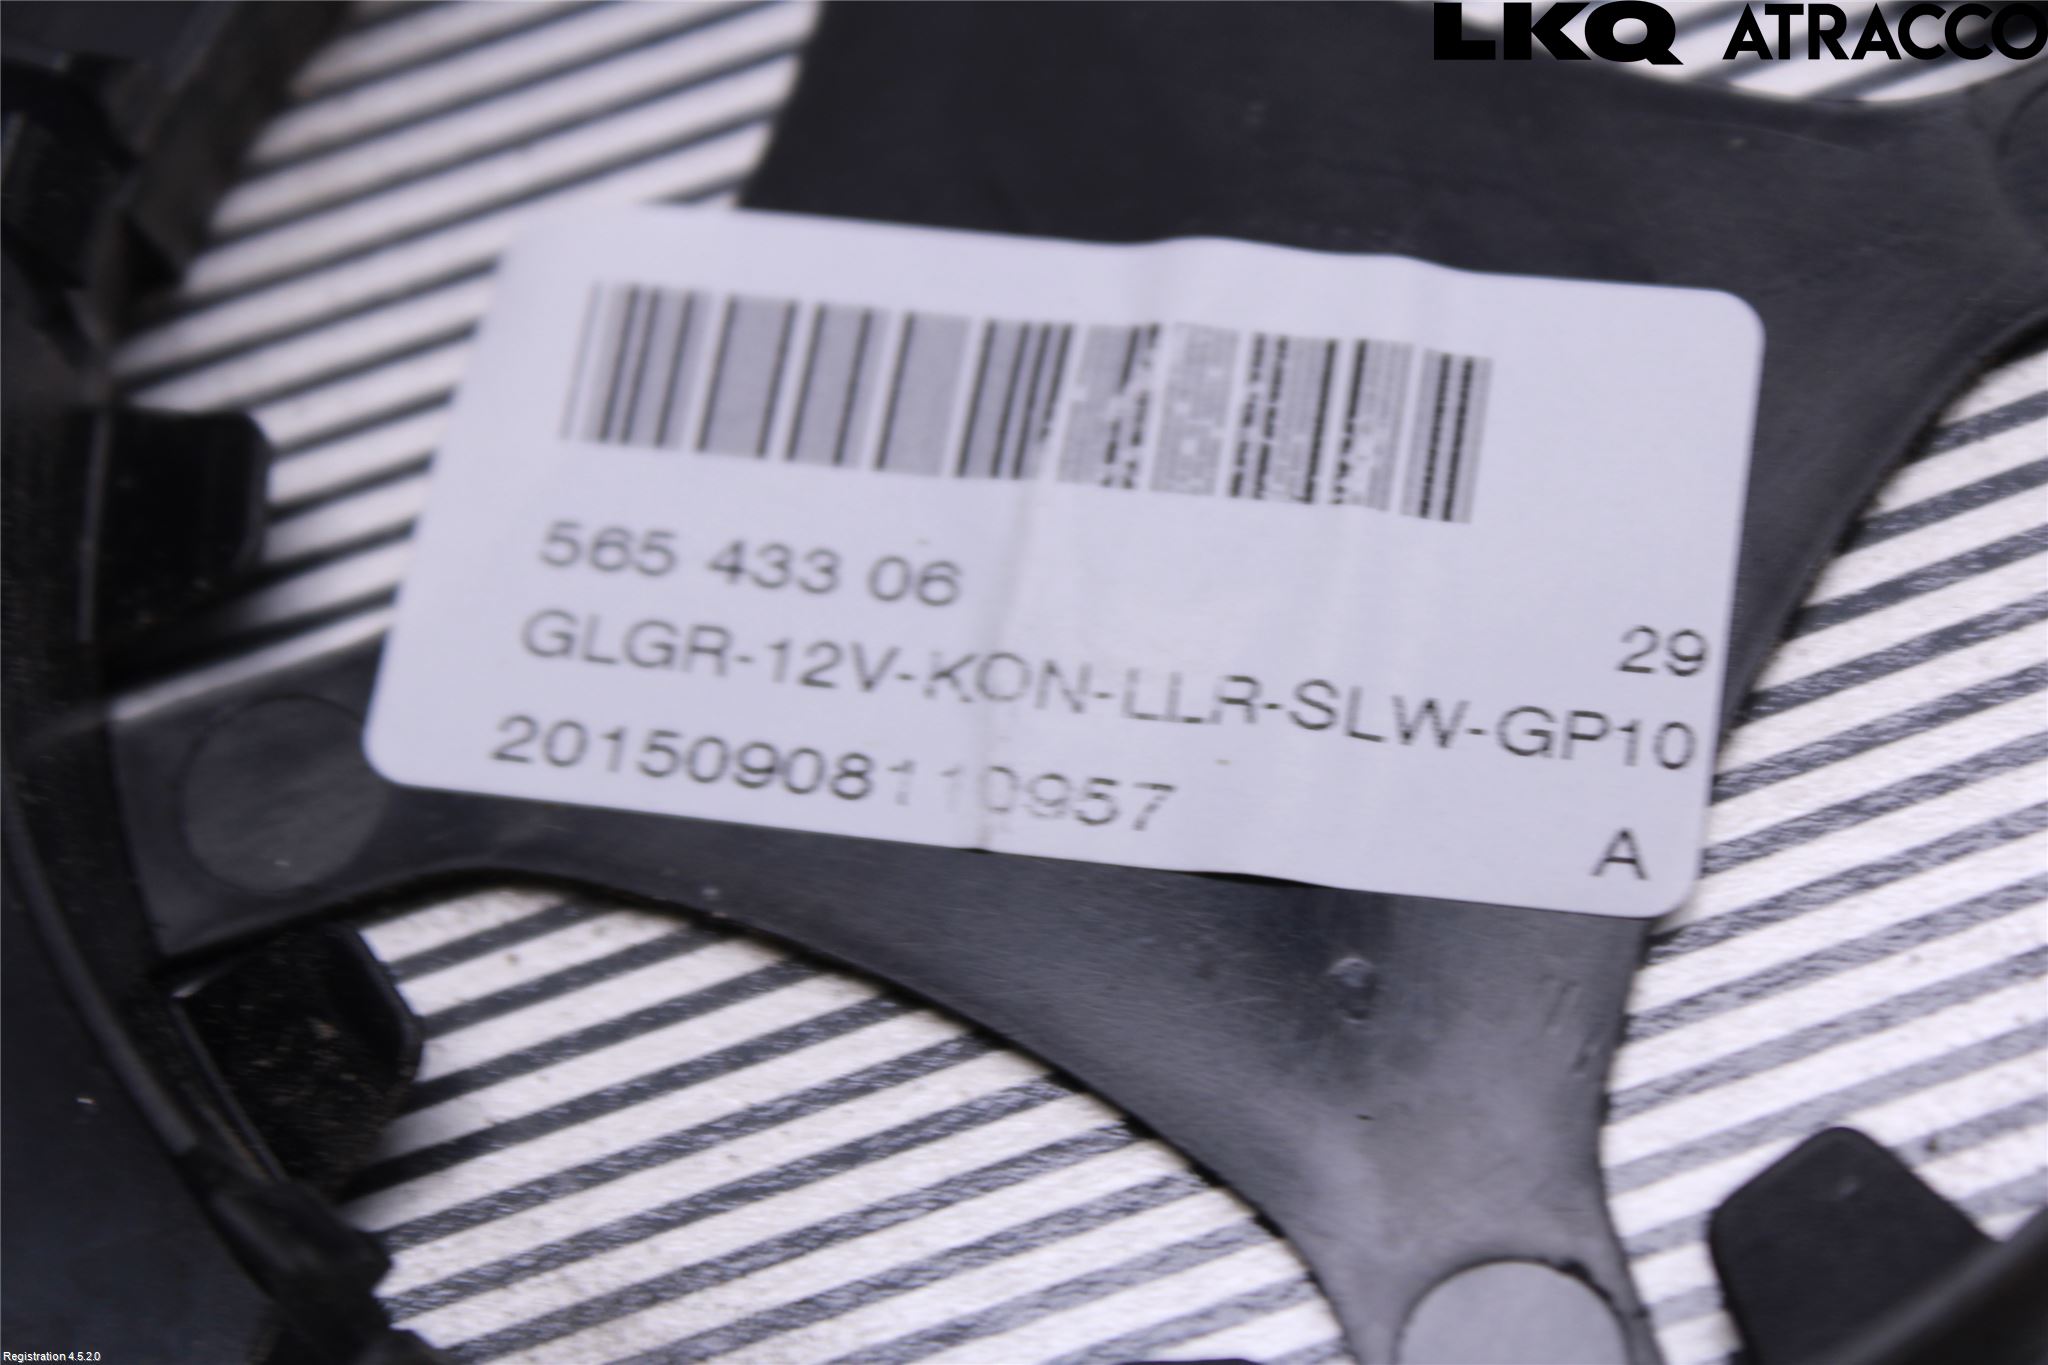 LKQ ATRACCO
565 433 06
29
GLGR-12V-KON-LLR-SLW-GP10
20150908110957
A
Registration 4.5.2.0